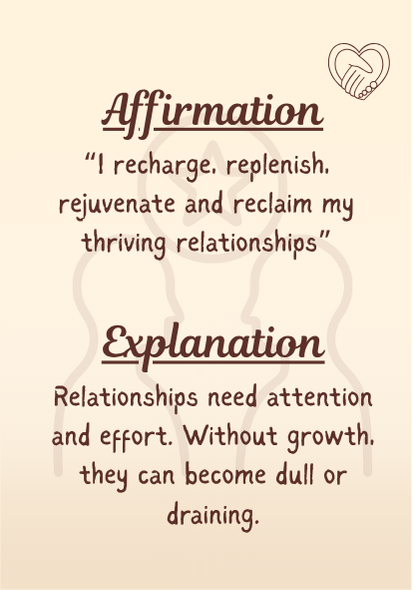 Affirmation
“I recharge, replenish,
rejuvenate and reclaim my
thriving relationships”
Explanation
Relationships need attention
and effort. Without growth,
they can become dull or
draining.